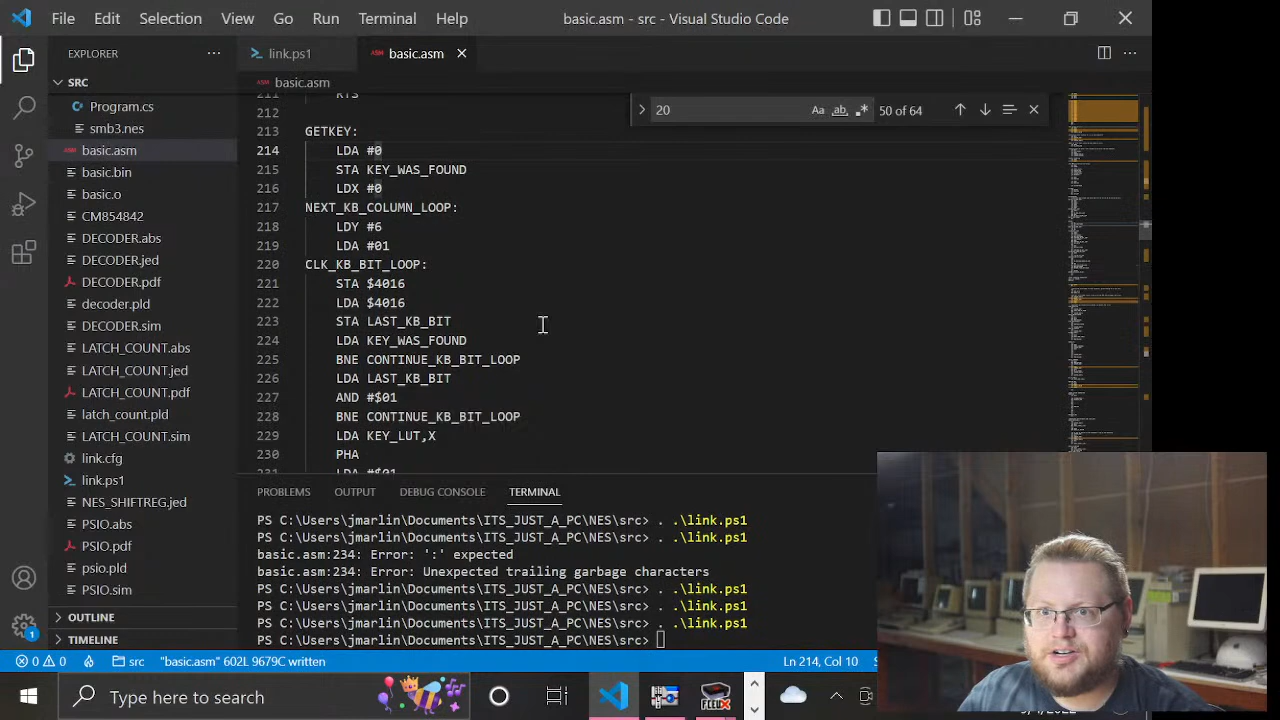 File Edit Selection View Go Run Terminal Help basic.asm - src - Visual Studio Code
EXPLORER
link.ps1
basic.asm
SRC
basic.asm
Program.cs
smb3.nes
basic.asm
basic.bin
basic.o
CM854842
DECODER.abs
DECODER.jed
DECODER.pdf
decoder.pld
DECODER.sim
LATCH_COUNT.abs
LATCH_COUNT.jed
LATCH_COUNT.pdf
latch_count.pld
LATCH_COUNT.sim
link.cfg
link.ps1
NES_SHIFTREG.jed
PSIO.abs
PSIO.pdf
psio.pld
PSIO.sim
OUTLINE
TIMELINE
20
Aa ab
50 of 64
211 RTS
212
213 GETKEY:
214 LDA
215
216 LDX #0
217 NEXT_KB_COLUMN_LOOP:
218 LDY
219 LDA #$01
220 CLK_KB_BIT_LOOP:
221 STA $4016
222 LDA $4016
223 STA LAST_KB_BIT
224
225 BNE CONTINUE_KB_BIT_LOOP
226 LDA LAST_KB_BIT
227 AND #$01
228 BNE CONTINUE_KB_BIT_LOOP
229 LDA KB_LUT,X
230 PHA
231 LDA #$01
PROBLEMS OUTPUT DEBUG CONSOLE TERMINAL
PS C:\Users\jmarlin\Documents\ITS_JUST_A_PC\NES\src> . .\link.ps1
PS C:\Users\jmarlin\Documents\ITS_JUST_A_PC\NES\src> . .\link.ps1
basic.asm:234: Error: ':' expected
basic.asm:234: Error: Unexpected trailing garbage characters
PS C:\Users\jmarlin\Documents\ITS_JUST_A_PC\NES\src> . .\link.ps1
PS C:\Users\jmarlin\Documents\ITS_JUST_A_PC\NES\src> . .\link.ps1
PS C:\Users\jmarlin\Documents\ITS_JUST_A_PC\NES\src> . .\link.ps1
PS C:\Users\jmarlin\Documents\ITS_JUST_A_PC\NES\src>
0 0 src "basic.asm" 602L 9679C written Ln 214, Col 10
Type here to search